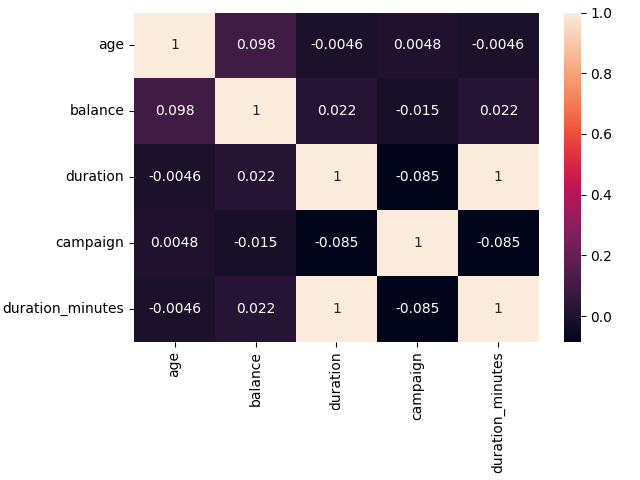 age 1 0.098 -0.0046 0.0048 -0.0046
balance 0.098 1 0.022 -0.015 0.022
duration -0.0046 0.022 1 -0.085 1
campaign 0.0048 -0.015 -0.085 1 -0.085
duration_minutes -0.0046 0.022 1 -0.085 1
age
balance
duration
campaign
duration_minutes
1.0
0.8
0.6
0.4
0.2
0.0